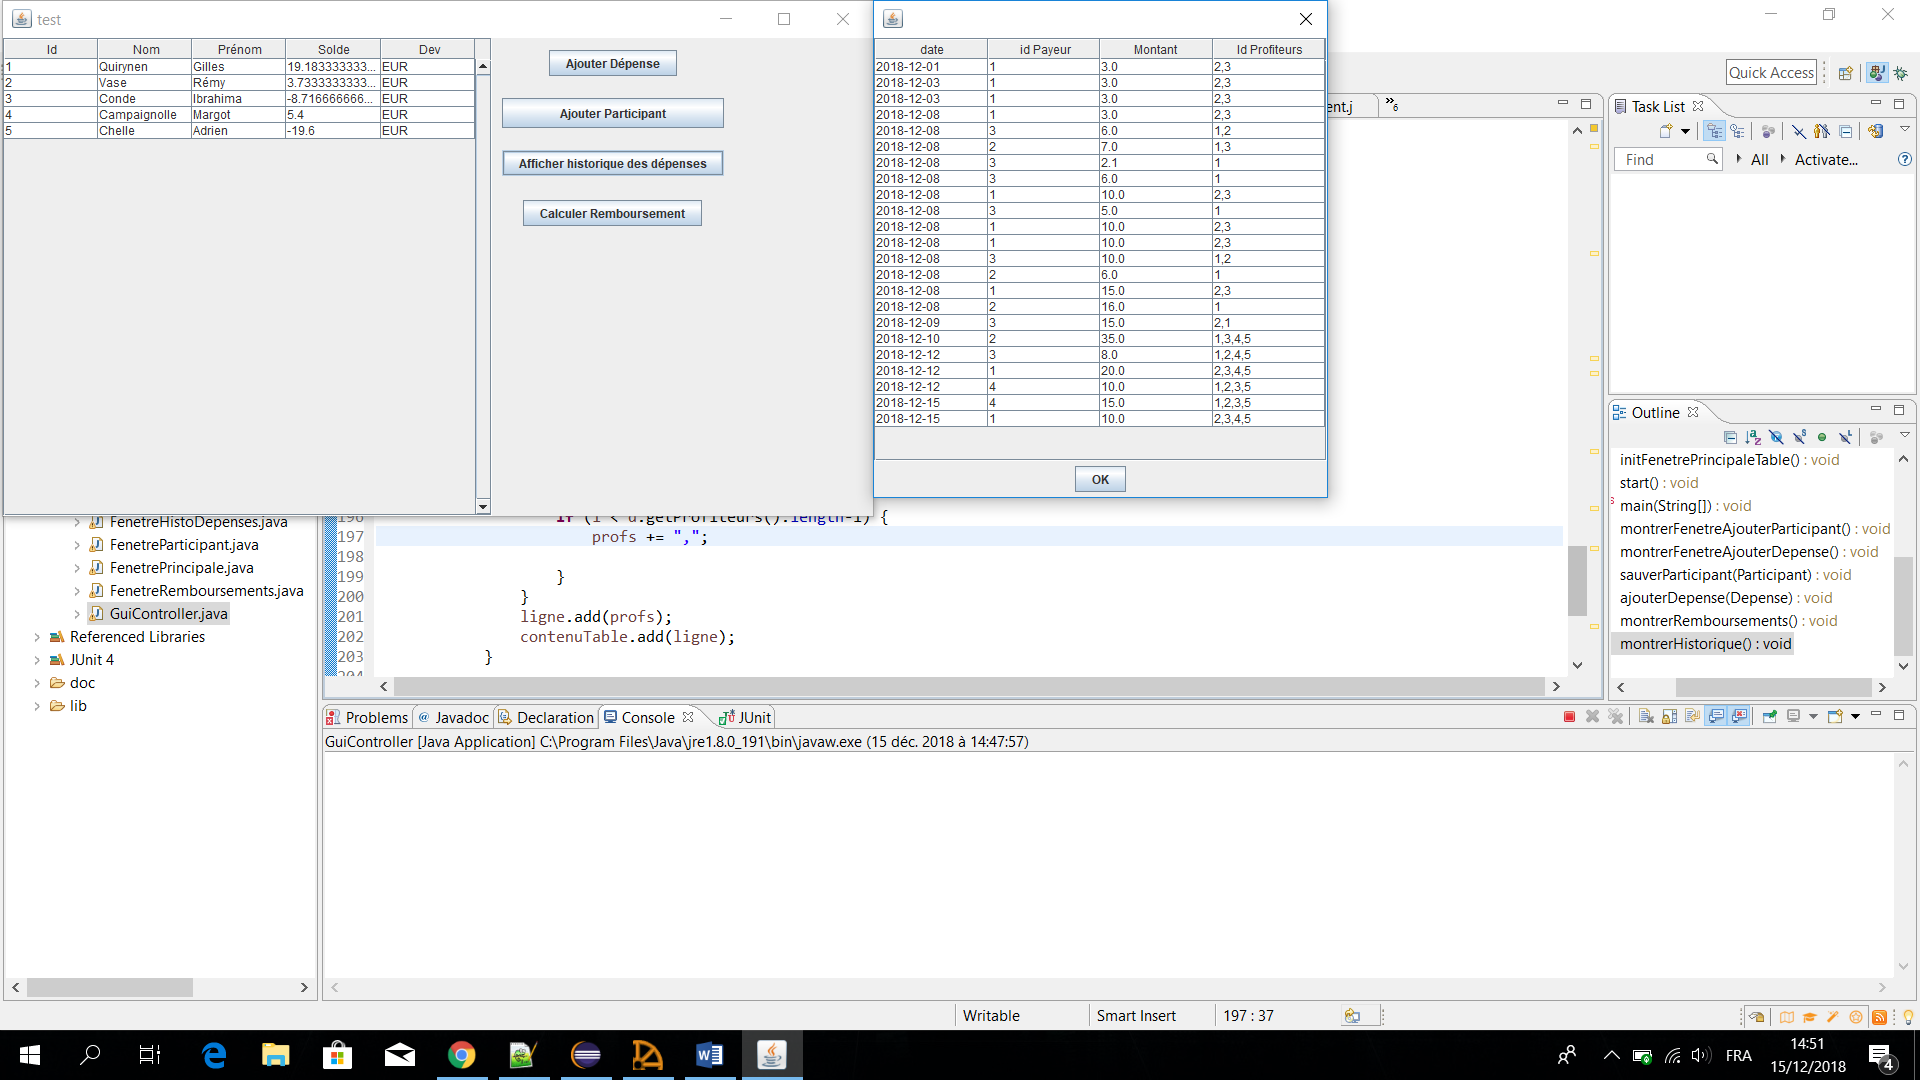 test
Id Nom Prénom Solde Dev
1 Quirynen Gilles 19.183333333... EUR
2 Vase Rémy 3.7333333333... EUR
3 Conde Ibrahima -8.716666666... EUR
4 Campaignolle Margot 5.4 EUR
5 Chelle Adrien -19.6 EUR
Ajouter Dépense
Ajouter Participant
Afficher historique des dépenses
Calculer Remboursement
date id Payeur Montant Id Profiteurs
2018-12-01 1 3.0 2,3
2018-12-03 1 3.0 2,3
2018-12-03 1 3.0 2,3
2018-12-08 1 3.0 2,3
2018-12-08 3 6.0 1,2
2018-12-08 2 7.0 1,3
2018-12-08 3 2.1 1
2018-12-08 3 6.0 1
2018-12-08 1 10.0 2,3
2018-12-08 3 5.0 1
2018-12-08 1 10.0 2,3
2018-12-08 1 10.0 2,3
2018-12-08 3 10.0 1,2
2018-12-08 2 6.0 1
2018-12-08 1 15.0 2,3
2018-12-08 2 16.0 1
2018-12-09 3 15.0 2,1
2018-12-10 2 35.0 1,3,4,5
2018-12-12 3 8.0 1,2,4,5
2018-12-12 1 20.0 2,3,4,5
2018-12-12 4 10.0 1,2,3,5
2018-12-15 4 15.0 1,2,3,5
2018-12-15 1 10.0 2,3,4,5
OK
Quick Access
ent.j
»6
Task List
Find
All
Activate...
Outline
initFenetrePrincipaleTable() : void
start() : void
main(String[]) : void
montrerFenetreAjouterParticipant() : void
montrerFenetreAjouterDepense() : void
sauverParticipant(Participant) : void
ajouterDepense(Depense) : void
montrerRemboursements() : void
montrerHistorique() : void
FenetreHistoDepenses.java
FenetreParticipant.java
FenetrePrincipale.java
FenetreRemboursements.java
GuiController.java
Referenced Libraries
JUnit 4
doc
lib
196 if (i < d.getProfiteurs().length-1) {
197 profs += ",";
198
199 }
200 }
201 ligne.add(profs);
202 contenuTable.add(ligne);
203 }
204
Problems @ Javadoc Declaration Console JUnit
GuiController [Java Application] C:\Program Files\Java\jre1.8.0_191\bin\javaw.exe (15 déc. 2018 à 14:47:57)
Writable
Smart Insert
197 : 37
FRA
14:51
15/12/2018
4